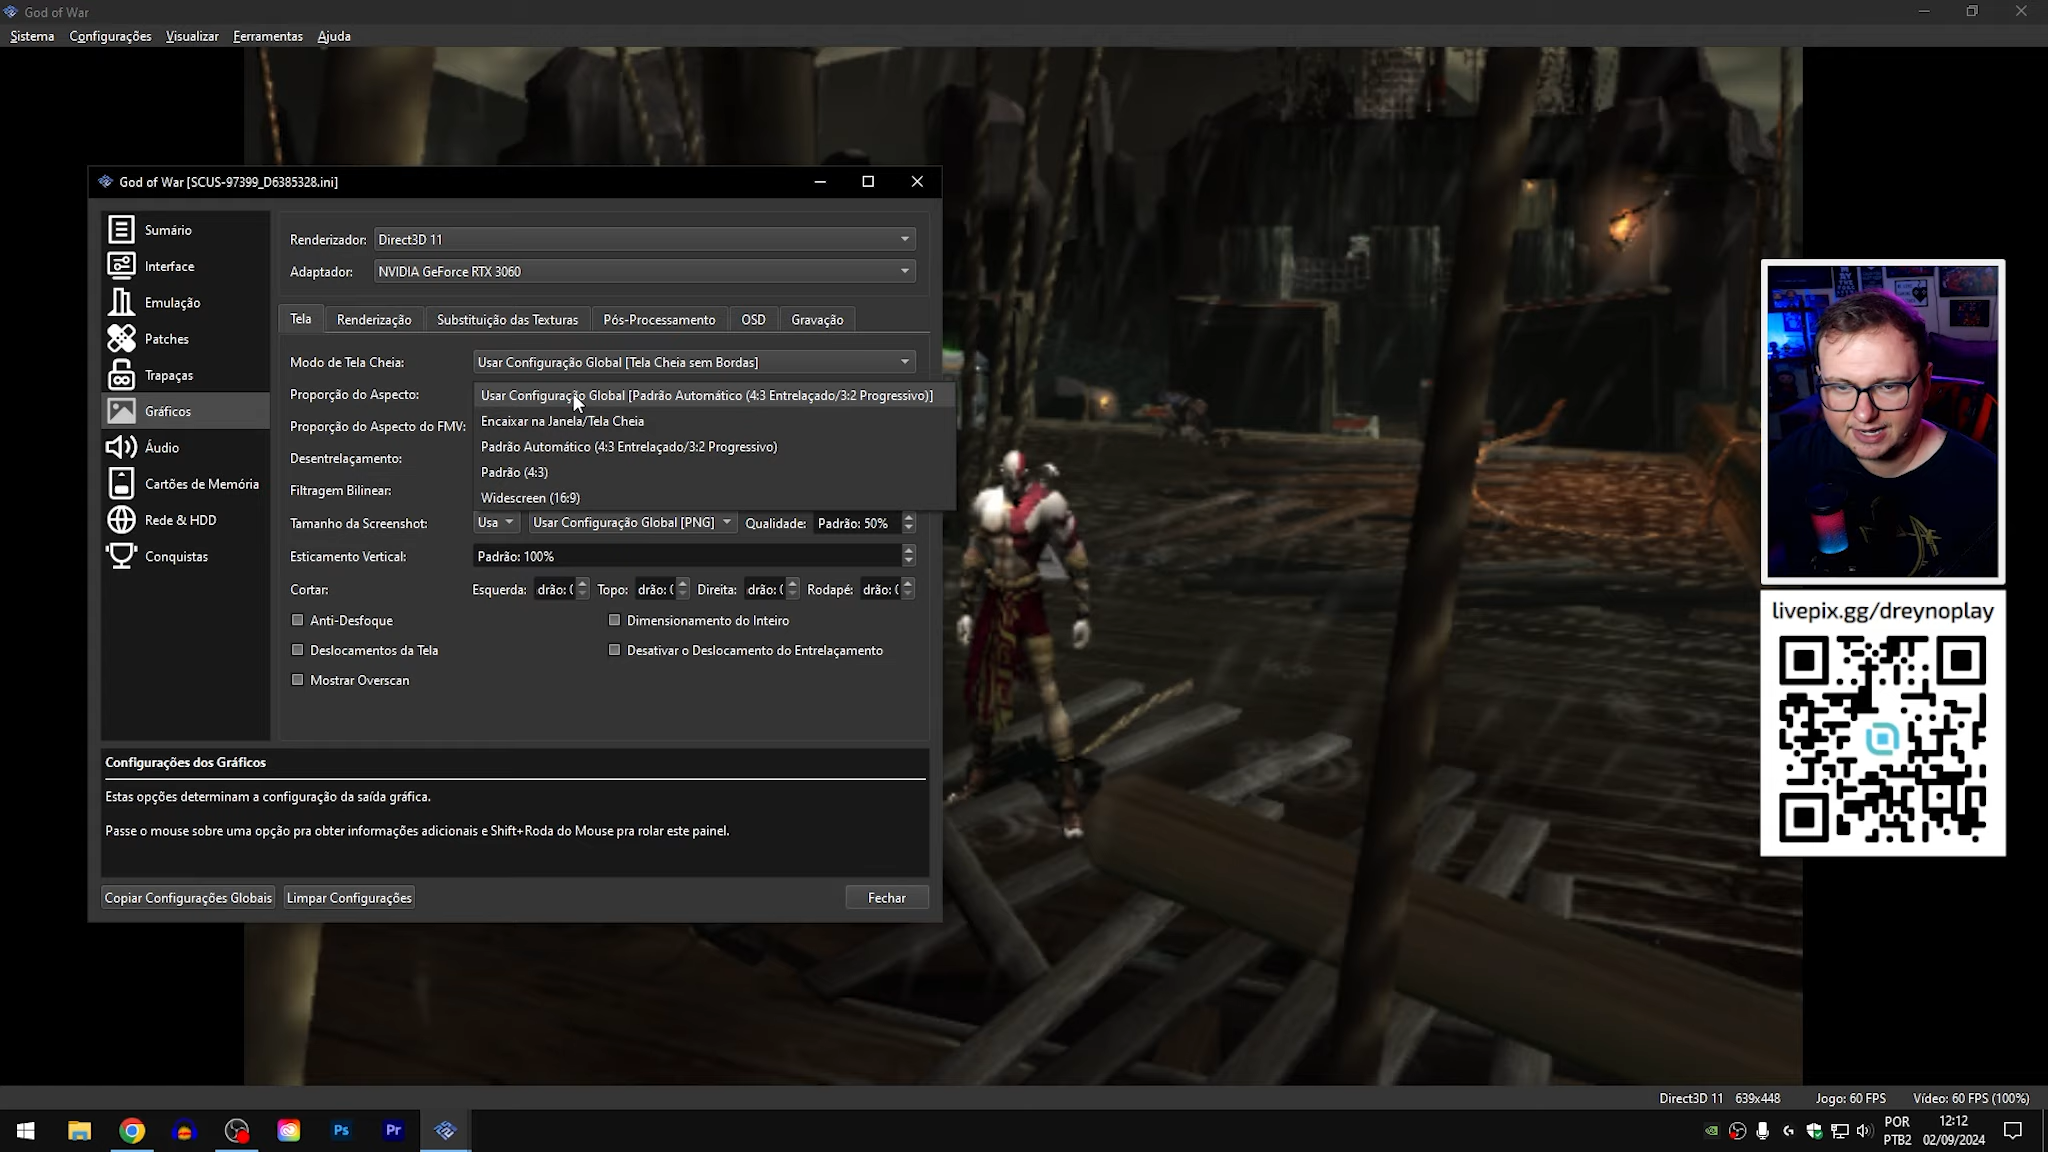 God of War
Sistema Configurações Visualizar Ferramentas Ajuda
God of War [SCUS-97399_D6385328.ini]
Sumário
Interface
Emulação
Patches
Trapaças
Gráficos
Áudio
Cartões de Memória
Rede & HDD
Conquistas
Renderizador: Direct3D 11
Adaptador: NVIDIA GeForce RTX 3060
Tela Renderização Substituição das Texturas Pós-Processamento OSD Gravação
Modo de Tela Cheia: Usar Configuração Global [Tela Cheia sem Bordas]
Proporção do Aspecto: Usar Configuração Global [Padrão Automático (4:3 Entrelaçado/3:2 Progressivo)]
Encaixar na Janela/Tela Cheia
Proporção do Aspecto do FMV:
Padrão Automático (4:3 Entrelaçado/3:2 Progressivo)
Desentrelaçamento:
Padrão (4:3)
Filtragem Bilinear:
Widescreen (16:9)
Tamanho da Screenshot: Usa Usar Configuração Global [PNG] Qualidade: Padrão: 50%
Esticamento Vertical: Padrão: 100%
Cortar: Esquerda: drão: ( Topo: drão: ( Direita: drão: ( Rodapé: drão: (
Anti-Desfoque Dimensionamento do Inteiro
Deslocamentos da Tela Desativar o Deslocamento do Entrelaçamento
Mostrar Overscan
Configurações dos Gráficos
Estas opções determinam a configuração da saída gráfica.
Passe o mouse sobre uma opção pra obter informações adicionais e Shift+Roda do Mouse pra rolar este painel.
Copiar Configurações Globais Limpar Configurações Fechar
livepix.gg/dreynoplay
Direct3D 11 639x448 Jogo: 60 FPS Vídeo: 60 FPS (100%)
Ps Pr
POR
PTB2
12:12
02/09/2024